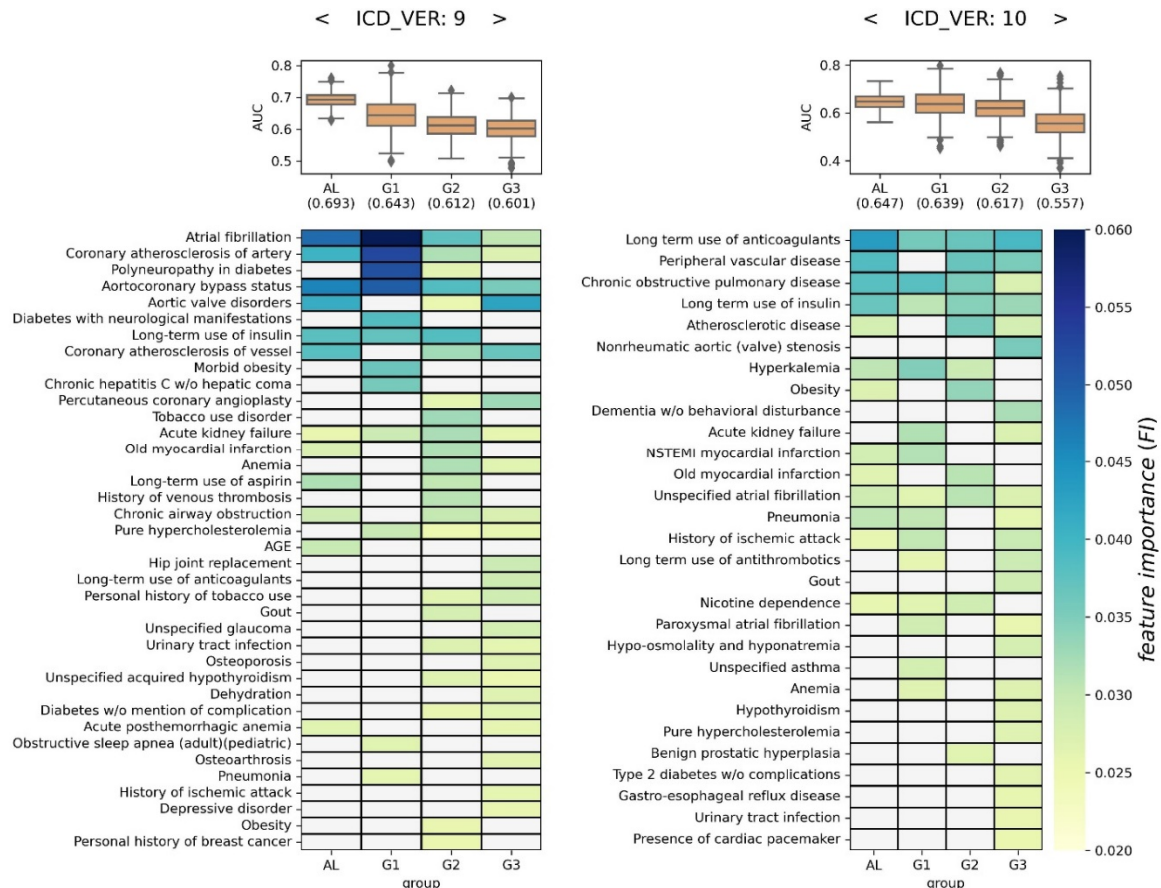 < ICD_VER: 9 >
AUC
0.8
0.7
0.6
0.5
AL G1 G2 G3
(0.693) (0.643) (0.612) (0.601)
Atrial fibrillation
Coronary atherosclerosis of artery
Polyneuropathy in diabetes
Aortocoronary bypass status
Aortic valve disorders
Diabetes with neurological manifestations
Long-term use of insulin
Coronary atherosclerosis of vessel
Morbid obesity
Chronic hepatitis C w/o hepatic coma
Percutaneous coronary angioplasty
Tobacco use disorder
Acute kidney failure
Old myocardial infarction
Anemia
Long-term use of aspirin
History of venous thrombosis
Chronic airway obstruction
Pure hypercholesterolemia
AGE
Hip joint replacement
Long-term use of anticoagulants
Personal history of tobacco use
Gout
Unspecified glaucoma
Urinary tract infection
Osteoporosis
Unspecified acquired hypothyroidism
Dehydration
Diabetes w/o mention of complication
Acute posthemorrhagic anemia
Obstructive sleep apnea (adult)(pediatric)
Osteoarthrosis
Pneumonia
History of ischemic attack
Depressive disorder
Obesity
Personal history of breast cancer
AL G1 G2 G3
group
< ICD_VER: 10 >
AUC
0.8
0.6
0.4
AL G1 G2 G3
(0.647) (0.639) (0.617) (0.557)
Long term use of anticoagulants
Peripheral vascular disease
Chronic obstructive pulmonary disease
Long term use of insulin
Atherosclerotic disease
Nonrheumatic aortic (valve) stenosis
Hyperkalemia
Obesity
Dementia w/o behavioral disturbance
Acute kidney failure
NSTEMI myocardial infarction
Old myocardial infarction
Unspecified atrial fibrillation
Pneumonia
History of ischemic attack
Long term use of antithrombotics
Gout
Nicotine dependence
Paroxysmal atrial fibrillation
Hypo-osmolality and hyponatremia
Unspecified asthma
Anemia
Hypothyroidism
Pure hypercholesterolemia
Benign prostatic hyperplasia
Type 2 diabetes w/o complications
Gastro-esophageal reflux disease
Urinary tract infection
Presence of cardiac pacemaker
AL G1 G2 G3
group
0.060
0.055
0.050
0.045
0.040
0.035
0.030
0.025
0.020
feature importance (FI)